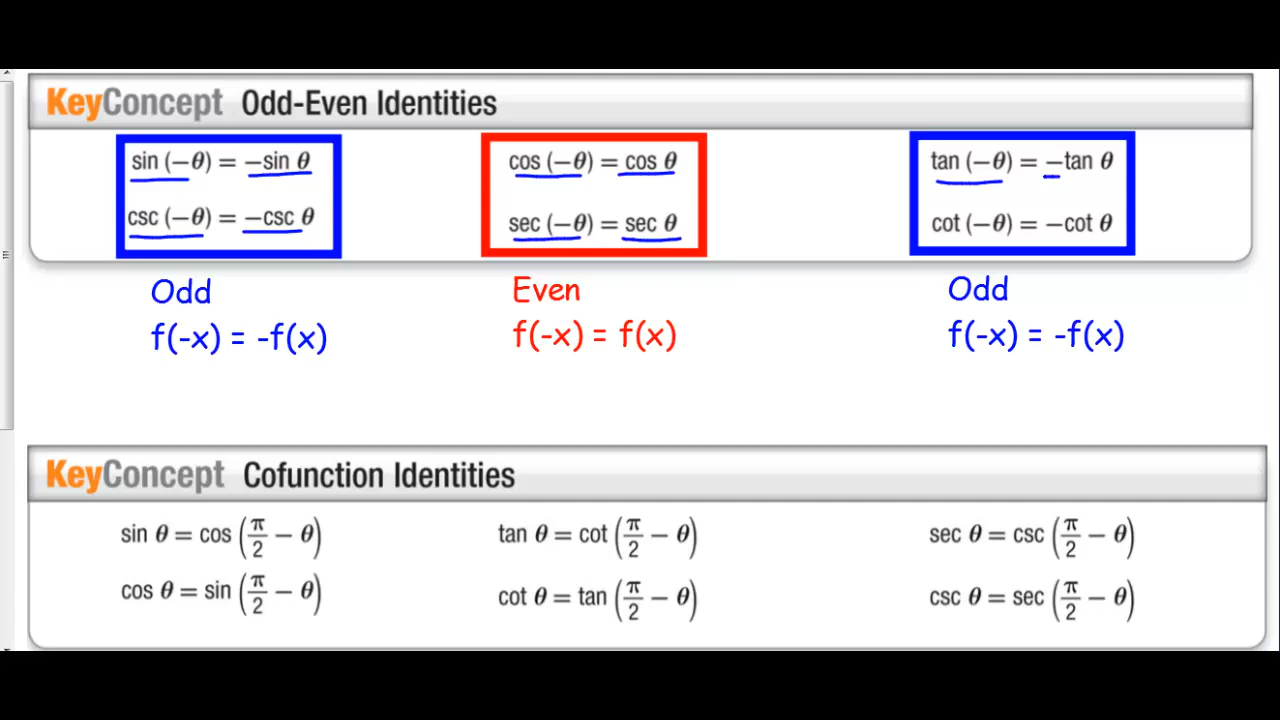 KeyConcept Odd-Even Identities
sin (−θ) = −sin θ
csc (−θ) = −csc θ
cos (−θ) = cos θ
sec (−θ) = sec θ
tan (−θ) = −tan θ
cot (−θ) = −cot θ
Odd
f(-x) = -f(x)
Even
f(-x) = f(x)
Odd
f(-x) = -f(x)
KeyConcept Cofunction Identities
sin θ = cos (π/2 − θ)
cos θ = sin (π/2 − θ)
tan θ = cot (π/2 − θ)
cot θ = tan (π/2 − θ)
sec θ = csc (π/2 − θ)
csc θ = sec (π/2 − θ)